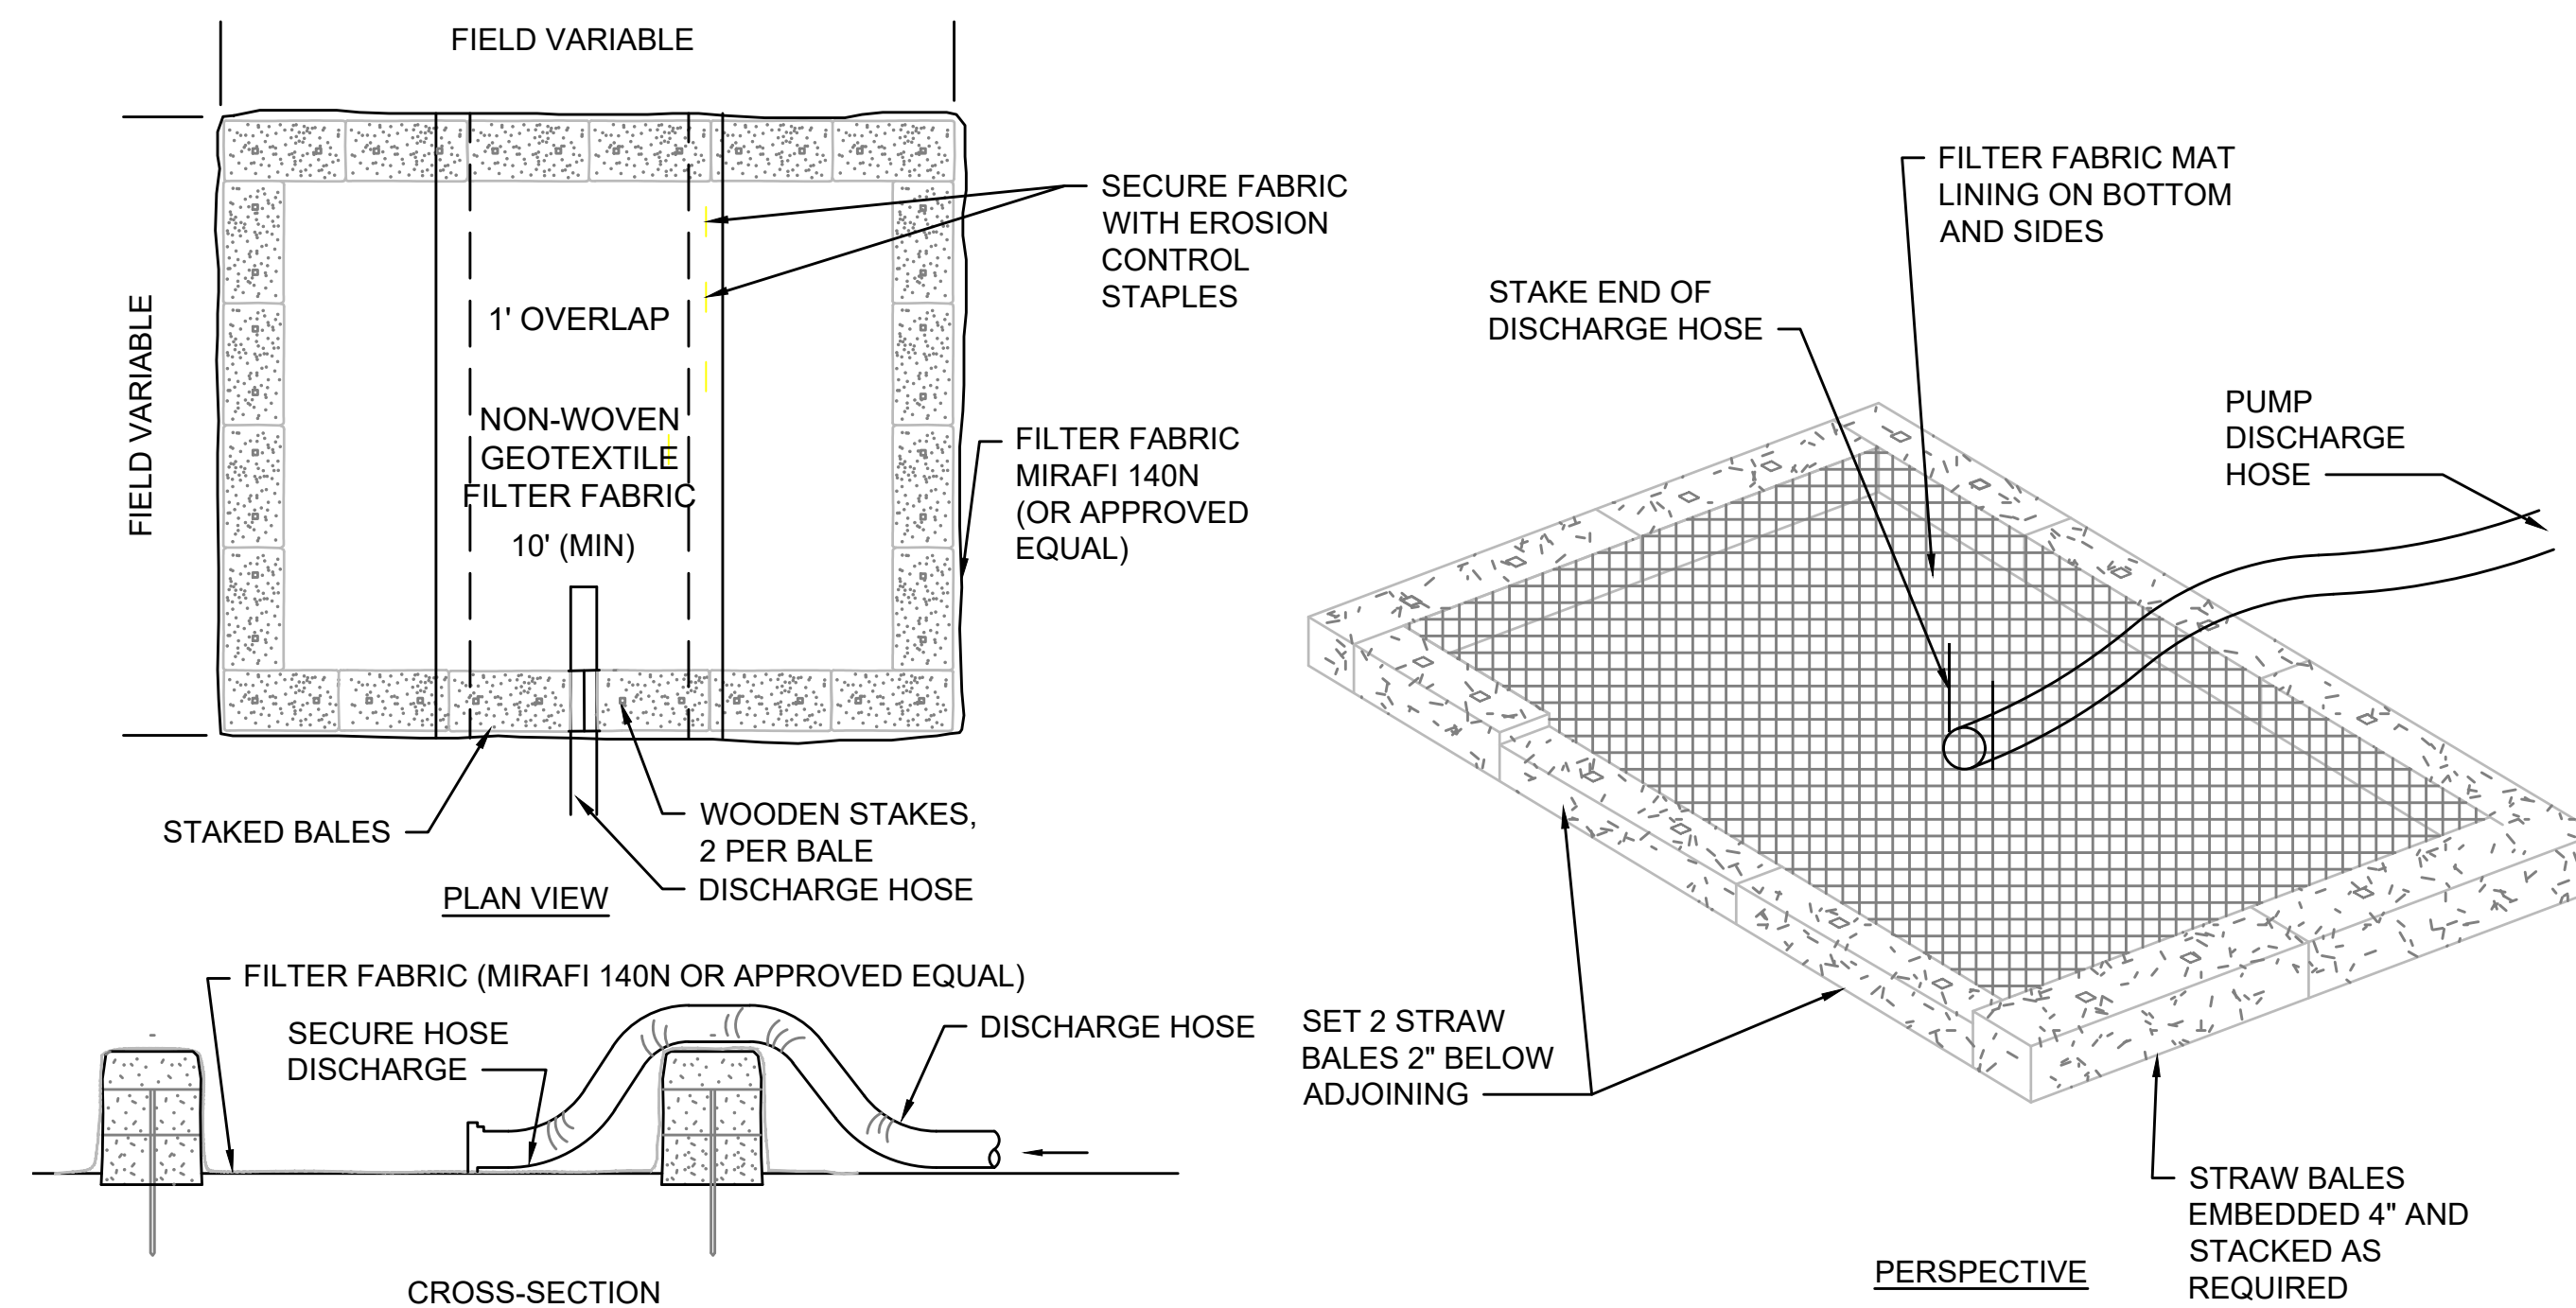 FIELD VARIABLE
FIELD VARIABLE
1' OVERLAP
NON-WOVEN
GEOTEXTILE
FILTER FABRIC
10' (MIN)
SECURE FABRIC
WITH EROSION
CONTROL
STAPLES
FILTER FABRIC
MIRAFI 140N
(OR APPROVED
EQUAL)
STAKED BALES
WOODEN STAKES,
2 PER BALE
DISCHARGE HOSE
PLAN VIEW
FILTER FABRIC (MIRAFI 140N OR APPROVED EQUAL)
SECURE HOSE
DISCHARGE
DISCHARGE HOSE
CROSS-SECTION
FILTER FABRIC MAT
LINING ON BOTTOM
AND SIDES
STAKE END OF
DISCHARGE HOSE
PUMP
DISCHARGE
HOSE
SET 2 STRAW
BALES 2" BELOW
ADJOINING
STRAW BALES
EMBEDDED 4" AND
STACKED AS
REQUIRED
PERSPECTIVE